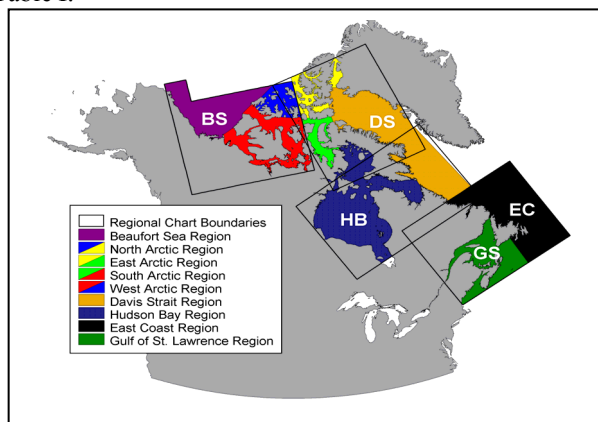 BS
DS
HB
EC
GS
Regional Chart Boundaries
Beaufort Sea Region
North Arctic Region
East Arctic Region
South Arctic Region
West Arctic Region
Davis Strait Region
Hudson Bay Region
East Coast Region
Gulf of St. Lawrence Region